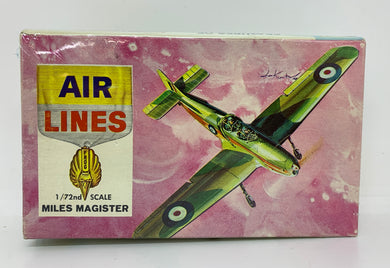 AIR
LINES
1/72nd SCALE
MILES MAGISTER